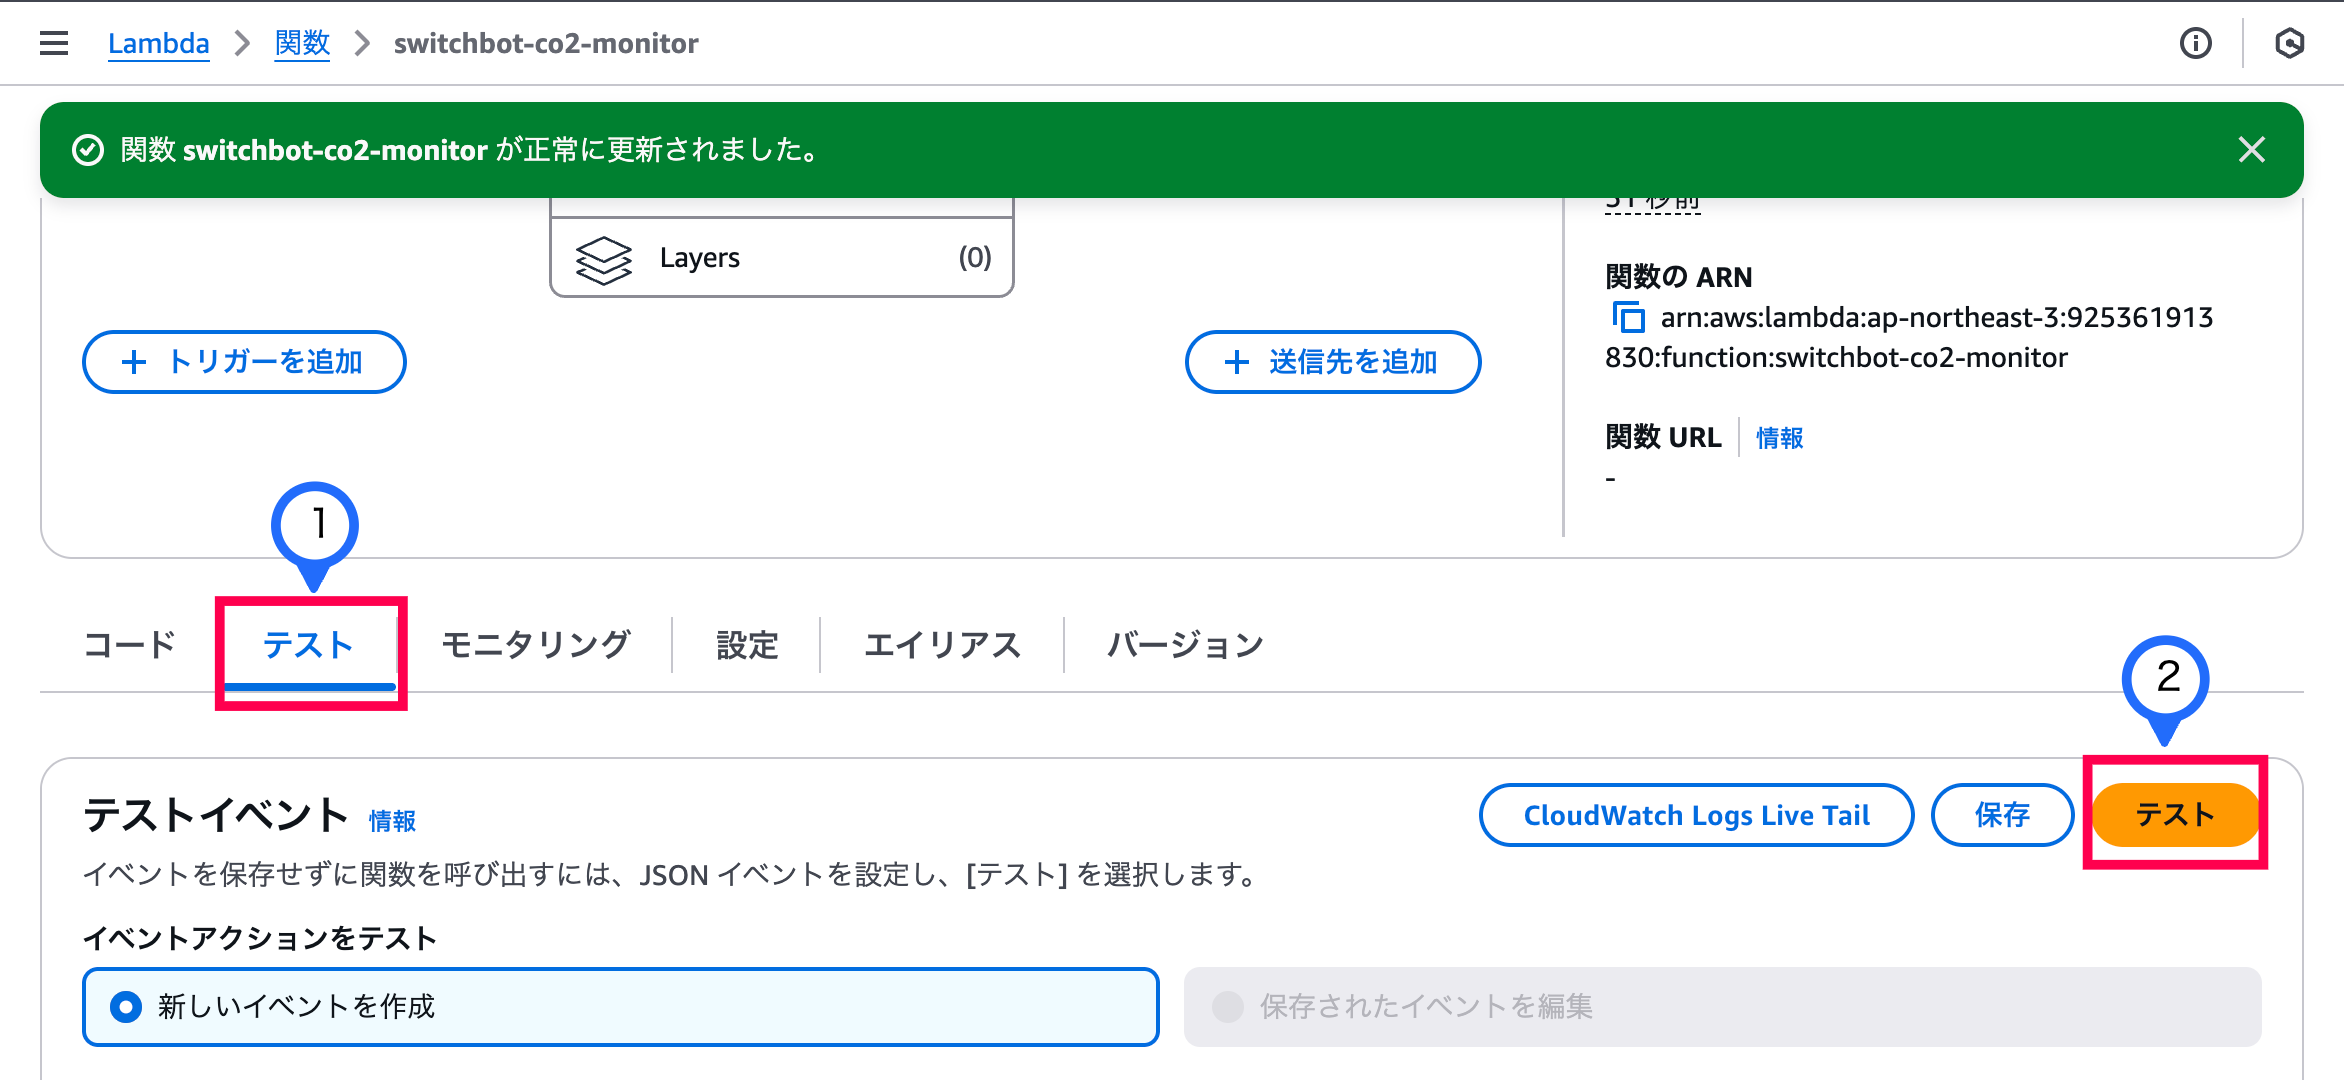 Lambda > 関数 > switchbot-co2-monitor
関数 switchbot-co2-monitor が正常に更新されました。
Layers (0)
関数の ARN
arn:aws:lambda:ap-northeast-3:925361913
830:function:switchbot-co2-monitor
+ トリガーを追加
+ 送信先を追加
関数 URL 情報
-
1
コード テスト モニタリング 設定 エイリアス バージョン
2
テストイベント 情報
CloudWatch Logs Live Tail 保存 テスト
イベントを保存せずに関数を呼び出すには、JSON イベントを設定し、[テスト] を選択します。
イベントアクションをテスト
新しいイベントを作成
保存されたイベントを編集